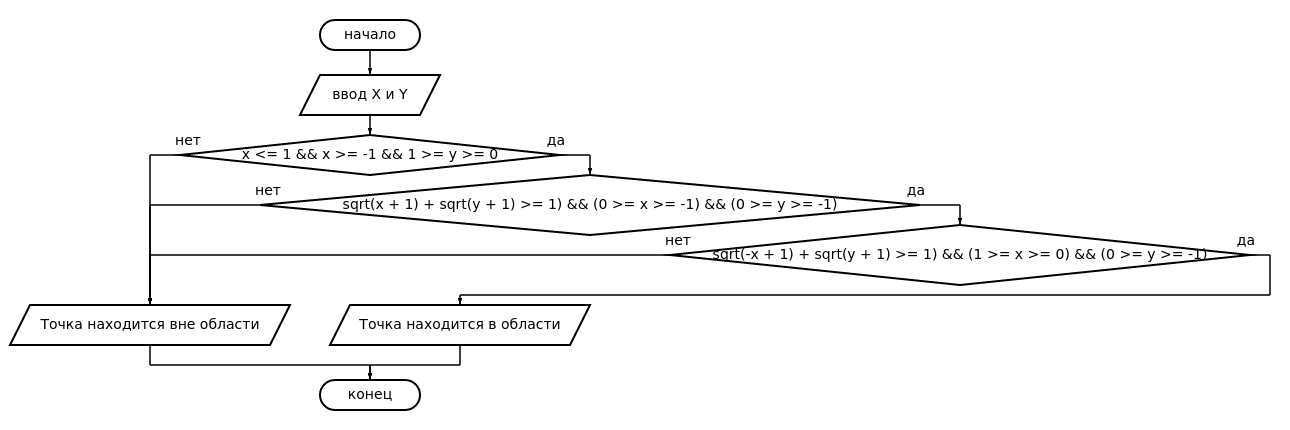 начало
ввод X и Y
нет
да
x <= 1 && x >= -1 && 1 >= y >= 0
нет
да
sqrt(x + 1) + sqrt(y + 1) >= 1) && (0 >= x >= -1) && (0 >= y >= -1)
нет
да
sqrt(-x + 1) + sqrt(y + 1) >= 1) && (1 >= x >= 0) && (0 >= y >= -1)
Точка находится вне области
Точка находится в области
конец